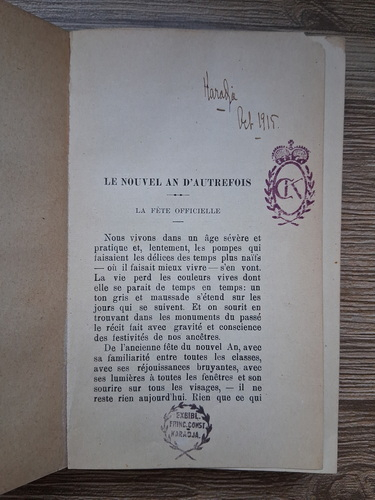 Haradja
Oct 1915.
CK
LE NOUVEL AN D'AUTREFOIS
LA FÊTE OFFICIELLE
Nous vivons dans un âge sévère et
pratique et, lentement, les pompes qui
faisaient les délices des temps plus naïfs
— où il faisait mieux vivre — s'en vont.
La vie perd les couleurs vives dont
elle se parait de temps en temps: un
ton gris et maussade s'étend sur les
jours qui se suivent. Et on sourit en
trouvant dans les monuments du passé
le récit fait avec gravité et conscience
des festivités de nos ancêtres.
De l'ancienne fête du nouvel An, avec
sa familiarité entre toutes les classes,
avec ses réjouissances bruyantes, avec
ses lumières à toutes les fenêtres et son
sourire sur tous les visages, — il ne
reste rien aujourd'hui. Rien que ce qui
EXBIBL.
PRINC.CONST.
KARADJA.